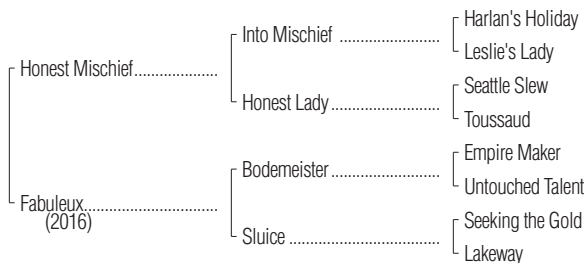 Harlan's Holiday
Into Mischief
Leslie's Lady
Honest Mischief
Seattle Slew
Honest Lady
Toussaud
Empire Maker
Bodemeister
Untouched Talent
Fabuleux
(2016)
Seeking the Gold
Sluice
Lakeway